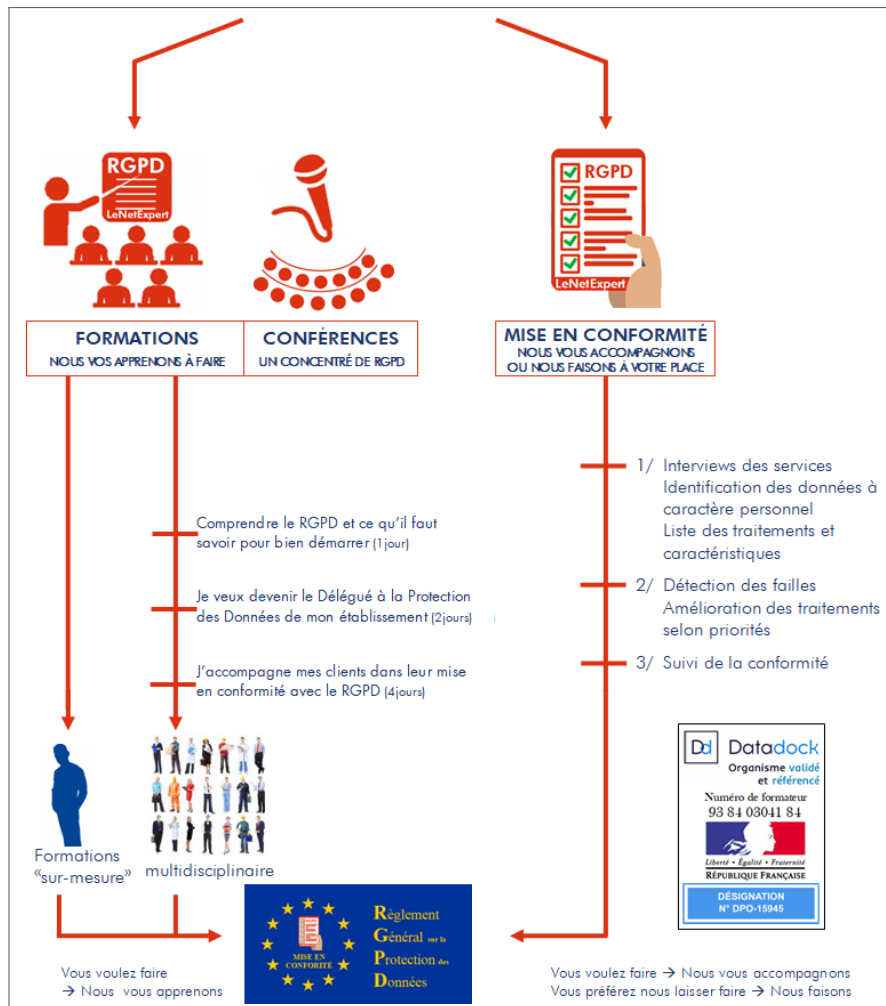 RGPD
LeNetExpert
RGPD
LeNetExpert
FORMATIONS
NOUS VOS APPRENONS À FAIRE
CONFÉRENCES
UN CONCENTRÉ DE RGPD
MISE EN CONFORMITÉ
NOUS VOUS ACCOMPAGNONS
OU NOUS FAISONS À VOTRE PLACE
Comprendre le RGPD et ce qu'il faut
savoir pour bien démarrer (1jour)
Je veux devenir le Délégué à la Protection
des Données de mon établissement (2jours)
J'accompagne mes clients dans leur mise
en conformité avec le RGPD (4jours)
1/ Interviews des services
Identification des données à
caractère personnel
Liste des traitements et
caractéristiques
2/ Détection des failles
Amélioration des traitements
selon priorités
3/ Suivi de la conformité
Formations
«sur-mesure»
multidisciplinaire
Dd Datadock
Organisme validé
et référencé
Numéro de formateur
93 84 03041 84
Liberté • Égalité • Fraternité
RÉPUBLIQUE FRANÇAISE
DÉSIGNATION
N° DPO-15945
MISE EN
CONFORMITÉ
Règlement
Général sur la
Protection des
Données
Vous voulez faire
→ Nous vous apprenons
Vous voulez faire → Nous vous accompagnons
Vous préférez nous laisser faire → Nous faisons